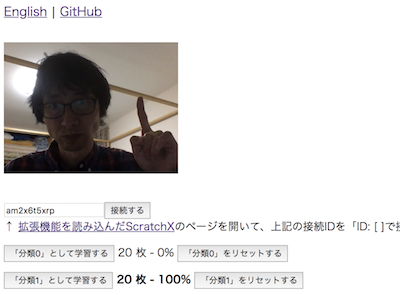 English | GitHub
am2x6t5xrp 接続する
↑ 拡張機能を読み込んだScratchXのページを開いて、上記の接続IDを「ID: [ ]で接
「分類0」として学習する 20 枚 - 0% 「分類0」をリセットする
「分類1」として学習する 20 枚 - 100% 「分類1」をリセットする